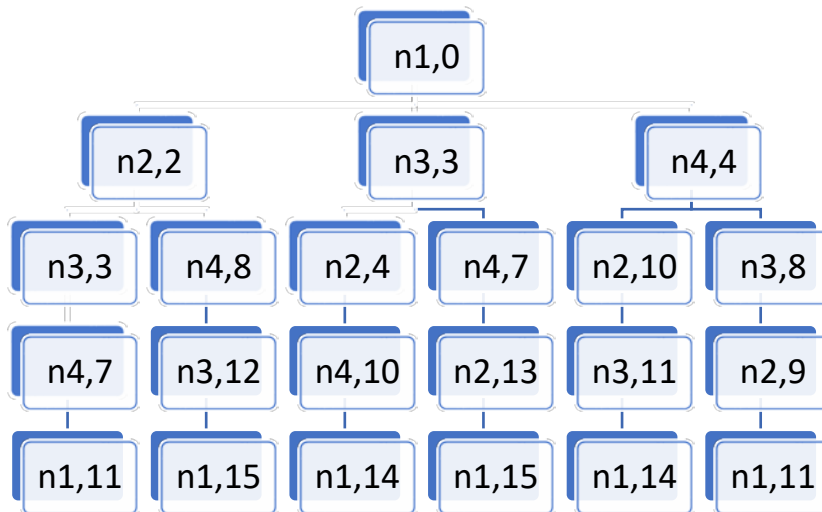 n1,0
n2,2
n3,3
n4,4
n3,3
n4,8
n2,4
n4,7
n2,10
n3,8
n4,7
n3,12
n4,10
n2,13
n3,11
n2,9
n1,11
n1,15
n1,14
n1,15
n1,14
n1,11